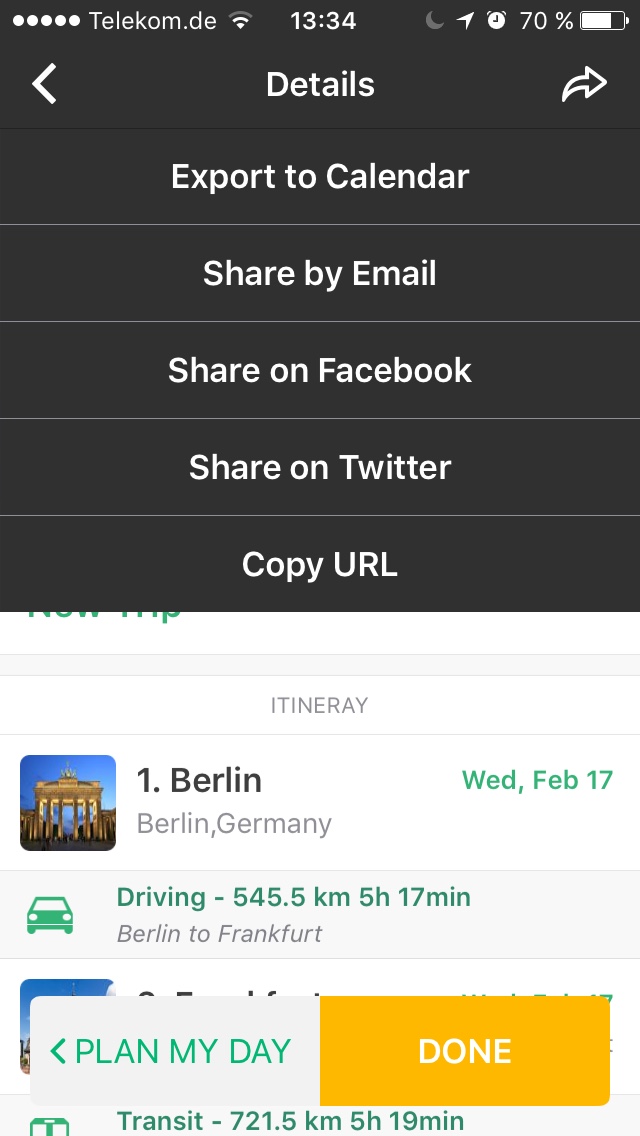 Telekom.de 13:34 70 %
Details
Export to Calendar
Share by Email
Share on Facebook
Share on Twitter
Copy URL
New Trip
ITINERAY
1. Berlin Wed, Feb 17
Berlin,Germany
Driving - 545.5 km 5h 17min
Berlin to Frankfurt
PLAN MY DAY DONE
Transit - 721.5 km 5h 19min